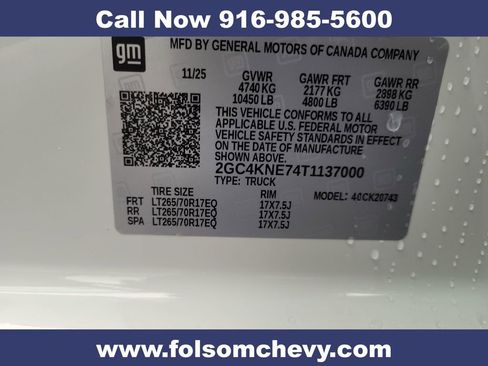 Call Now 916-985-5600
gm
MFD BY GENERAL MOTORS OF CANADA COMPANY
11/25 GVWR GAWR FRT GAWR RR
4740 KG 2177 KG 2898 KG
10450 LB 4800 LB 6390 LB
THIS VEHICLE CONFORMS TO ALL
APPLICABLE U.S. FEDERAL MOTOR
VEHICLE SAFETY STANDARDS IN EFFECT
ON THE DATE OF MANUFACTURE
SHOWN ABOVE.
2GC4KNE74T1137000
TYPE: TRUCK
MODEL: 4GCK20743
TIRE SIZE RIM
FRT LT265/70R17EQ 17X7.5J
RR LT265/70R17EQ 17X7.5J
SPA LT265/70R17EQ 17X7.5J
www.folsomchevy.com